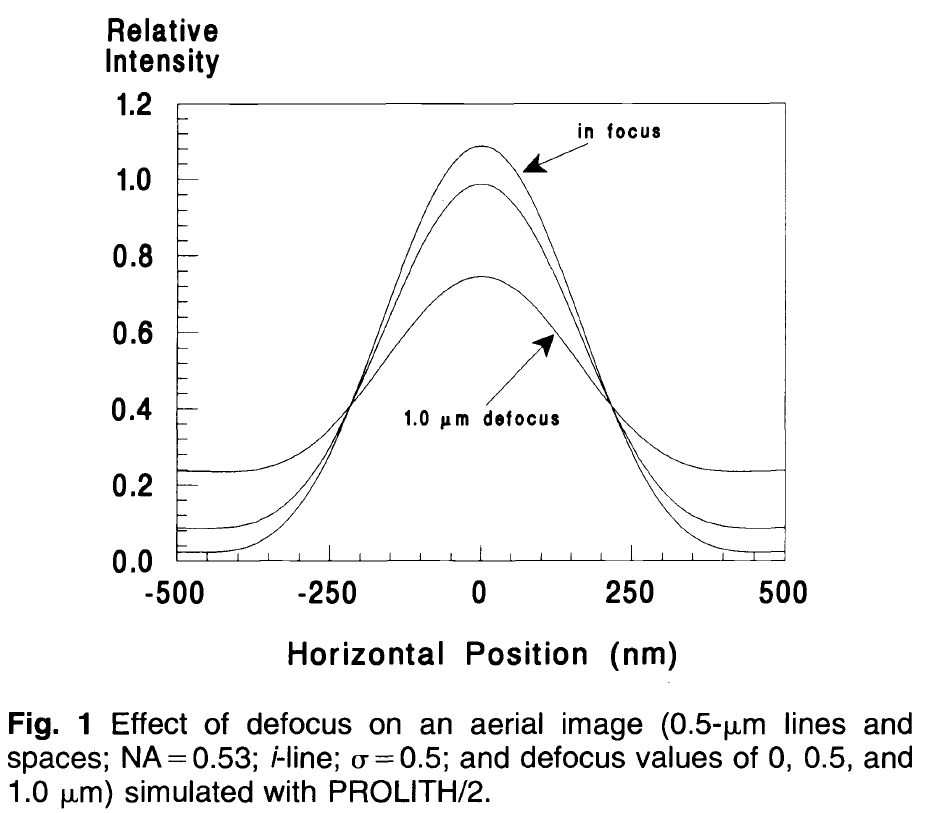 Relative
Intensity
1.2
1.0
0.8
0.6
0.4
0.2
0.0
in focus
1.0 μm defocus
-500 -250 0 250 500
Horizontal Position (nm)
Fig. 1 Effect of defocus on an aerial image (0.5-μm lines and
spaces; NA = 0.53; i-line; σ = 0.5; and defocus values of 0, 0.5, and
1.0 μm) simulated with PROLITH/2.